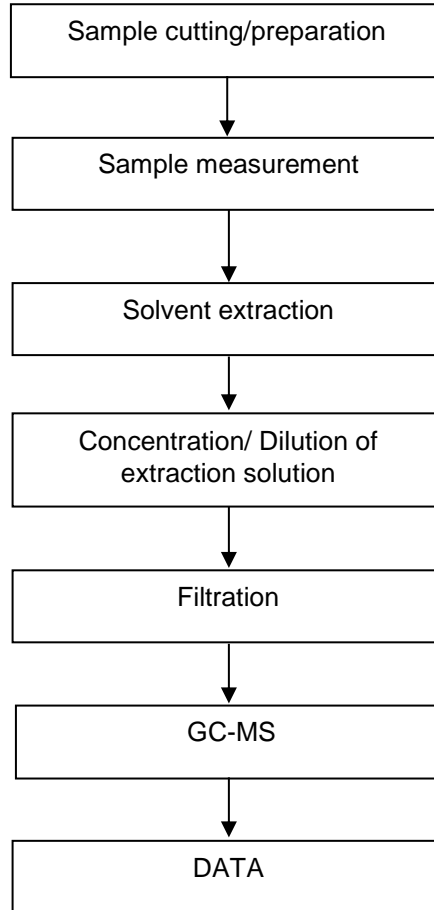 Sample cutting/preparation
Sample measurement
Solvent extraction
Concentration/ Dilution of
extraction solution
Filtration
GC-MS
DATA